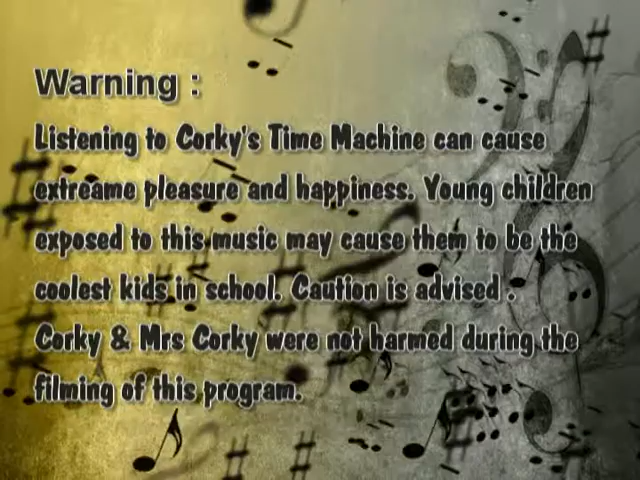 Warning :
Listening to Corky's Time Machine can cause
extreame pleasure and happiness. Young children
exposed to this music may cause them to be the
coolest kids in school. Caution is advised .
Corky & Mrs Corky were not harmed during the
filming of this program.